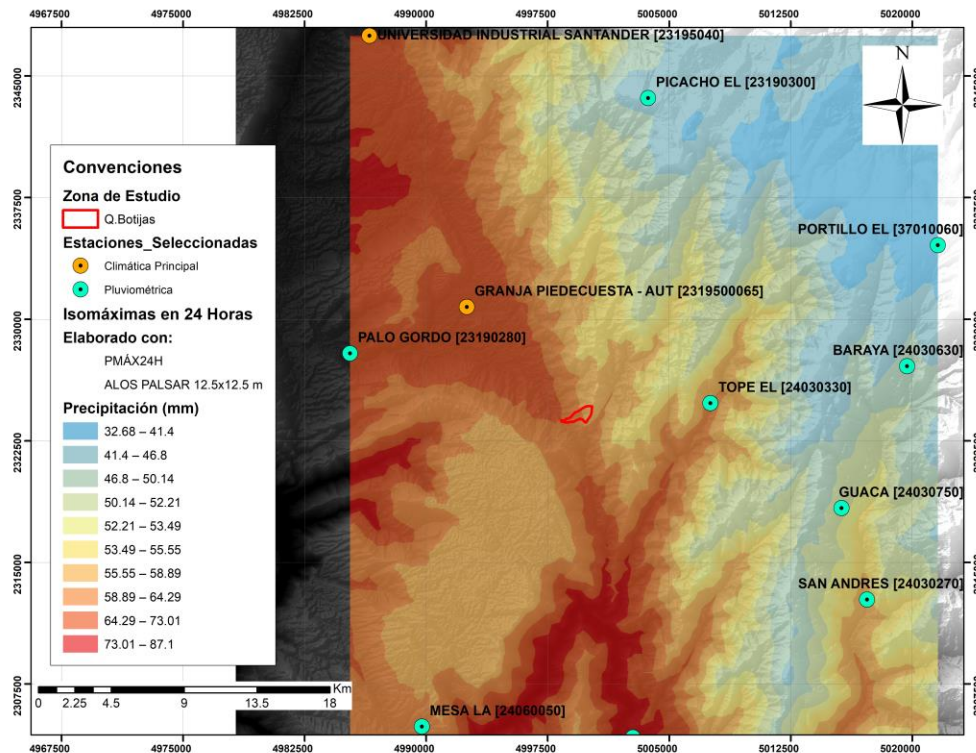 4967500 4975000 4982500 4990000 4997500 5005000 5012500 5020000
UNIVERSIDAD INDUSTRIAL SANTANDER [23195040]
N
2345000
PICACHO EL [23190300]
Convenciones
Zona de Estudio
Q.Botijas
Estaciones_Seleccionadas
Climática Principal
Pluviométrica
Isomáximas en 24 Horas
Elaborado con:
PMÁX24H
ALOS PALSAR 12.5x12.5 m
Precipitación (mm)
32.68 – 41.4
41.4 – 46.8
46.8 – 50.14
50.14 – 52.21
52.21 – 53.49
53.49 – 55.55
55.55 – 58.89
58.89 – 64.29
64.29 – 73.01
73.01 – 87.1
2337500
PORTILLO EL [37010060]
GRANJA PIEDECUESTA - AUT [2319500065]
2330000
PALO GORDO [23190280]
BARAYA [24030630]
TOPE EL [24030330]
2322500
GUACA [24030750]
2315000
SAN ANDRES [24030270]
Km
0 2.25 4.5 9 13.5 18
2307500
MESA LA [24060050]
4967500 4975000 4982500 4990000 4997500 5005000 5012500 5020000